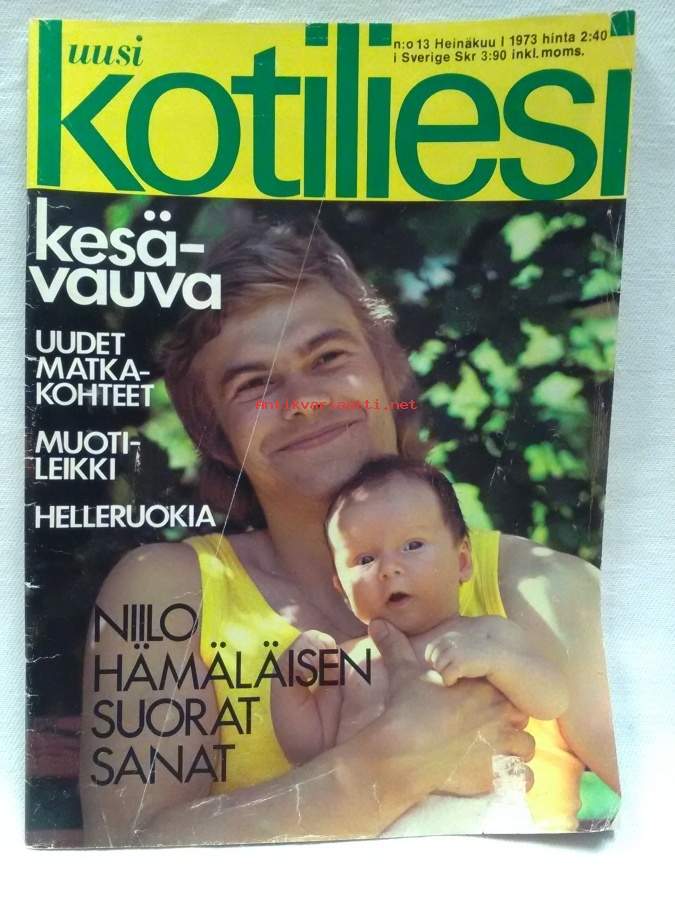 uusi
n:o 13 Heinäkuu I 1973 hinta 2:40
i Sverige Skr 3:90 inkl. moms.
kotiliesi
kesä-
vauva
UUDET
MATKA-
KOHTEET
antikvariaatti.net
MUOTI-
LEIKKI
HELLERUOKIA
NIILO
HÄMÄLÄISEN
SUORAT
SANAT